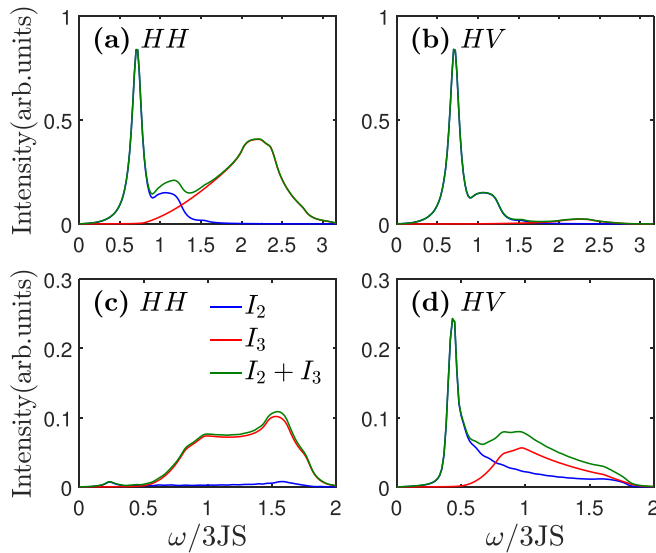 (a) HH
(b) HV
Intensity(arb.units)
1
0.5
0
0 0.5 1 1.5 2 2.5 3
1
0.5
0
0 0.5 1 1.5 2 2.5 3
(c) HH
(d) HV
Intensity(arb.units)
0.3
0.2
0.1
0
I₂
I₃
I₂ + I₃
0 0.5 1 1.5 2
ω/3JS
0.3
0.2
0.1
0
0 0.5 1 1.5 2
ω/3JS